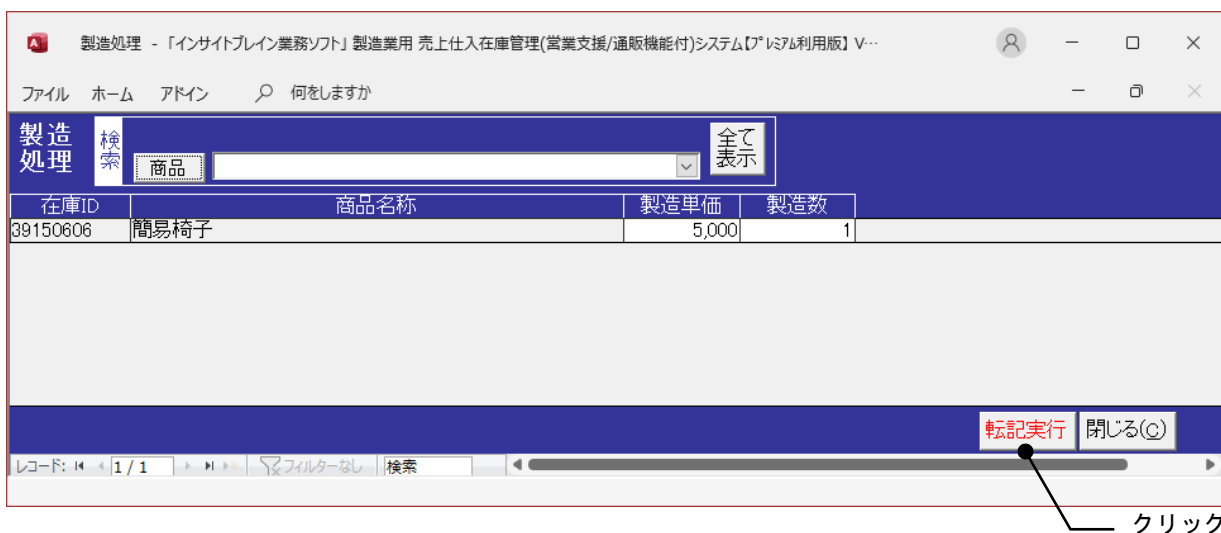 製造処理 - 「インサイトブレイン業務ソフト」 製造業用 売上仕入在庫管理(営業支援/通販機能付)システム【ﾌﾟﾚﾐｱﾑ利用版】 V…
ファイル ホーム アドイン 何をしますか
製造
処理
検索
商品
全て
表示
在庫ID 商品名称 製造単価 製造数
39150606 簡易椅子 5,000 1
転記実行 閉じる(C)
レコード: 1 / 1 フィルターなし 検索
クリック